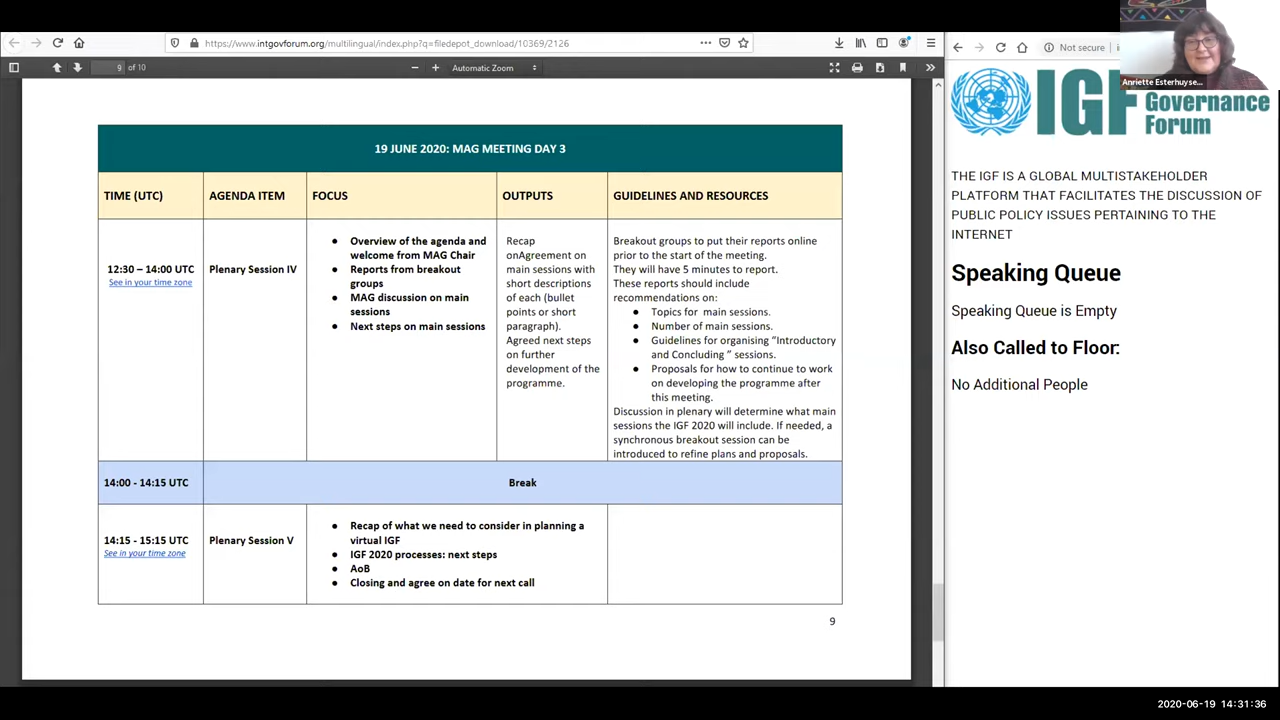 https://www.intgovforum.org/multilingual/index.php?q=filedepot_download/10369/2126
Not secure
9 of 10
Automatic Zoom
Anriette Esterhuyse...
19 JUNE 2020: MAG MEETING DAY 3
TIME (UTC) AGENDA ITEM FOCUS OUTPUTS GUIDELINES AND RESOURCES
12:30 – 14:00 UTC
See in your time zone
Plenary Session IV
● Overview of the agenda and
welcome from MAG Chair
● Reports from breakout
groups
● MAG discussion on main
sessions
● Next steps on main sessions
Recap
onAgreement on
main sessions with
short descriptions
of each (bullet
points or short
paragraph).
Agreed next steps
on further
development of the
programme.
Breakout groups to put their reports online
prior to the start of the meeting.
They will have 5 minutes to report.
These reports should include
recommendations on:
● Topics for main sessions.
● Number of main sessions.
● Guidelines for organising “Introductory
and Concluding ” sessions.
● Proposals for how to continue to work
on developing the programme after
this meeting.
Discussion in plenary will determine what main
sessions the IGF 2020 will include. If needed, a
synchronous breakout session can be
introduced to refine plans and proposals.
14:00 - 14:15 UTC Break
14:15 - 15:15 UTC
See in your time zone
Plenary Session V
● Recap of what we need to consider in planning a
virtual IGF
● IGF 2020 processes: next steps
● AoB
● Closing and agree on date for next call
9
IGF
Governance
Forum
THE IGF IS A GLOBAL MULTISTAKEHOLDER
PLATFORM THAT FACILITATES THE DISCUSSION OF
PUBLIC POLICY ISSUES PERTAINING TO THE
INTERNET
Speaking Queue
Speaking Queue is Empty
Also Called to Floor:
No Additional People
2020-06-19 14:31:36